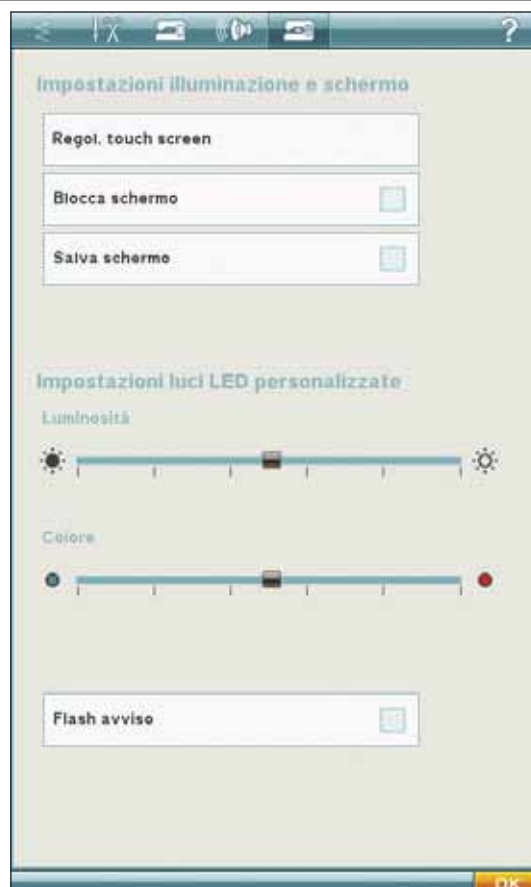 ?
Impostazioni illuminazione e schermo
Regol. touch screen
Blocca schermo
Salva schermo
Impostazioni luci LED personalizzate
Luminosità
Colore
Flash avviso
OK